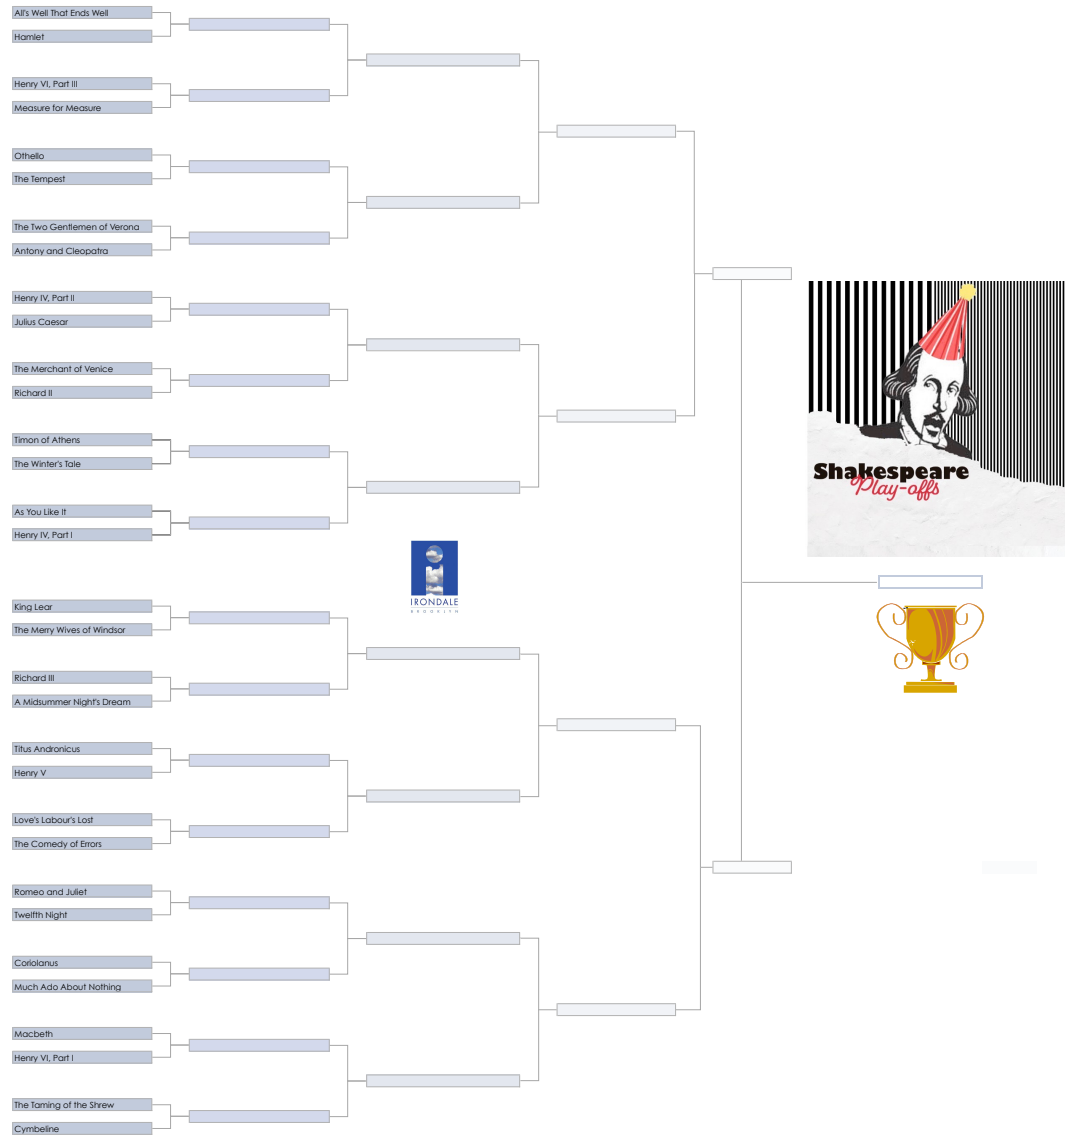 All's Well That Ends Well
Hamlet
Henry VI, Part III
Measure for Measure
Othello
The Tempest
The Two Gentlemen of Verona
Antony and Cleopatra
Henry IV, Part II
Julius Caesar
The Merchant of Venice
Richard II
Timon of Athens
The Winter's Tale
As You Like It
Henry IV, Part I
King Lear
The Merry Wives of Windsor
Richard III
A Midsummer Night's Dream
Titus Andronicus
Henry V
Love's Labour's Lost
The Comedy of Errors
Romeo and Juliet
Twelfth Night
Coriolanus
Much Ado About Nothing
Macbeth
Henry VI, Part I
The Taming of the Shrew
Cymbeline
IRONDALE
BROOKLYN
Shakespeare
Play-offs